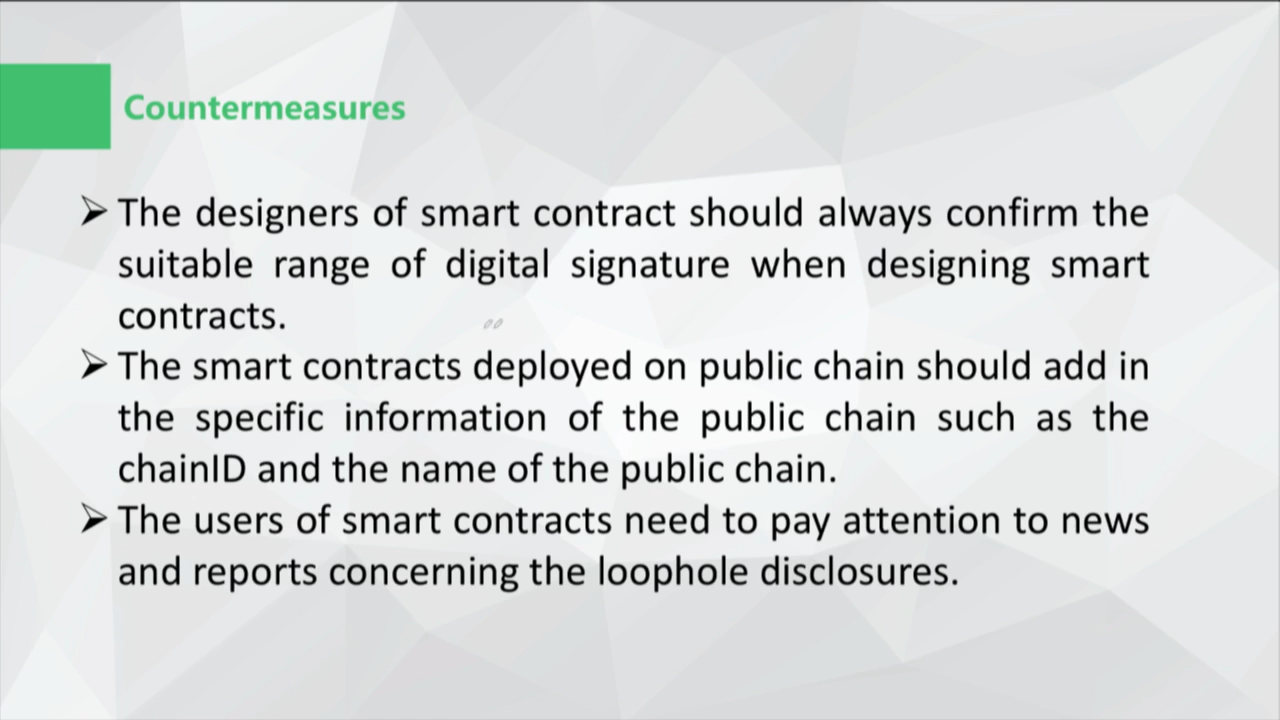 Countermeasures
➢ The designers of smart contract should always confirm the
suitable range of digital signature when designing smart
contracts.
➢ The smart contracts deployed on public chain should add in
the specific information of the public chain such as the
chainID and the name of the public chain.
➢ The users of smart contracts need to pay attention to news
and reports concerning the loophole disclosures.